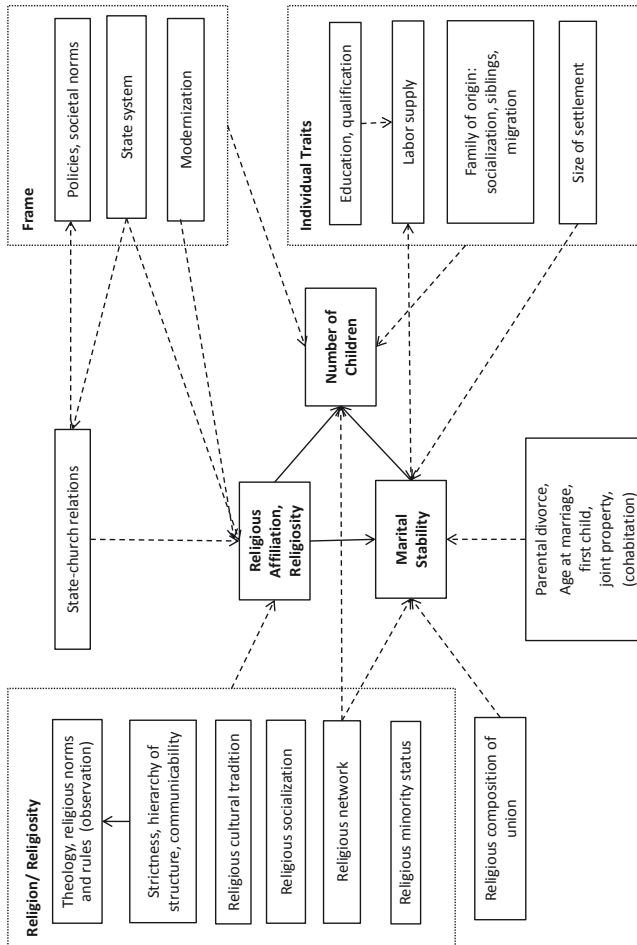 Religion/ Religiosity
Theology, religious norms
and rules (observation)
Strictness, hierarchy of
structure, communicability
Religious cultural tradition
Religious socialization
Religious network
Religious minority status
Religious composition of
union
State-church relations
Religious
Affiliation,
Religiosity
Marital
Stability
Number of
Children
Parental divorce,
Age at marriage,
first child,
joint property,
(cohabitation)
Frame
Policies, societal norms
State system
Modernization
Individual Traits
Education, qualification
Labor supply
Family of origin:
socialization, siblings,
migration
Size of settlement